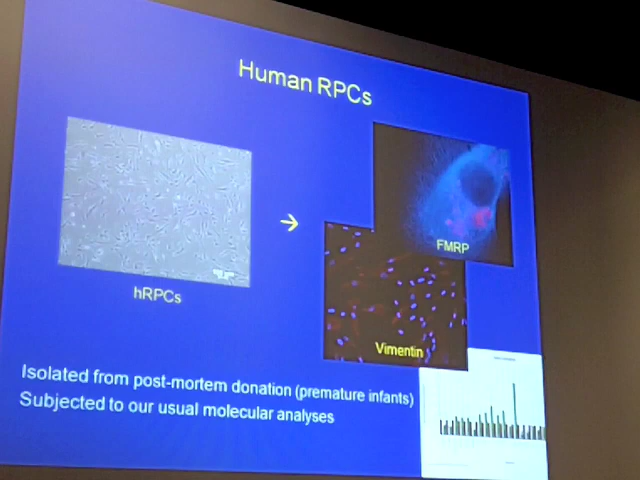 Human RPCs
FMRP
hRPCs
Vimentin
Isolated from post-mortem donation (premature infants)
Subjected to our usual molecular analyses